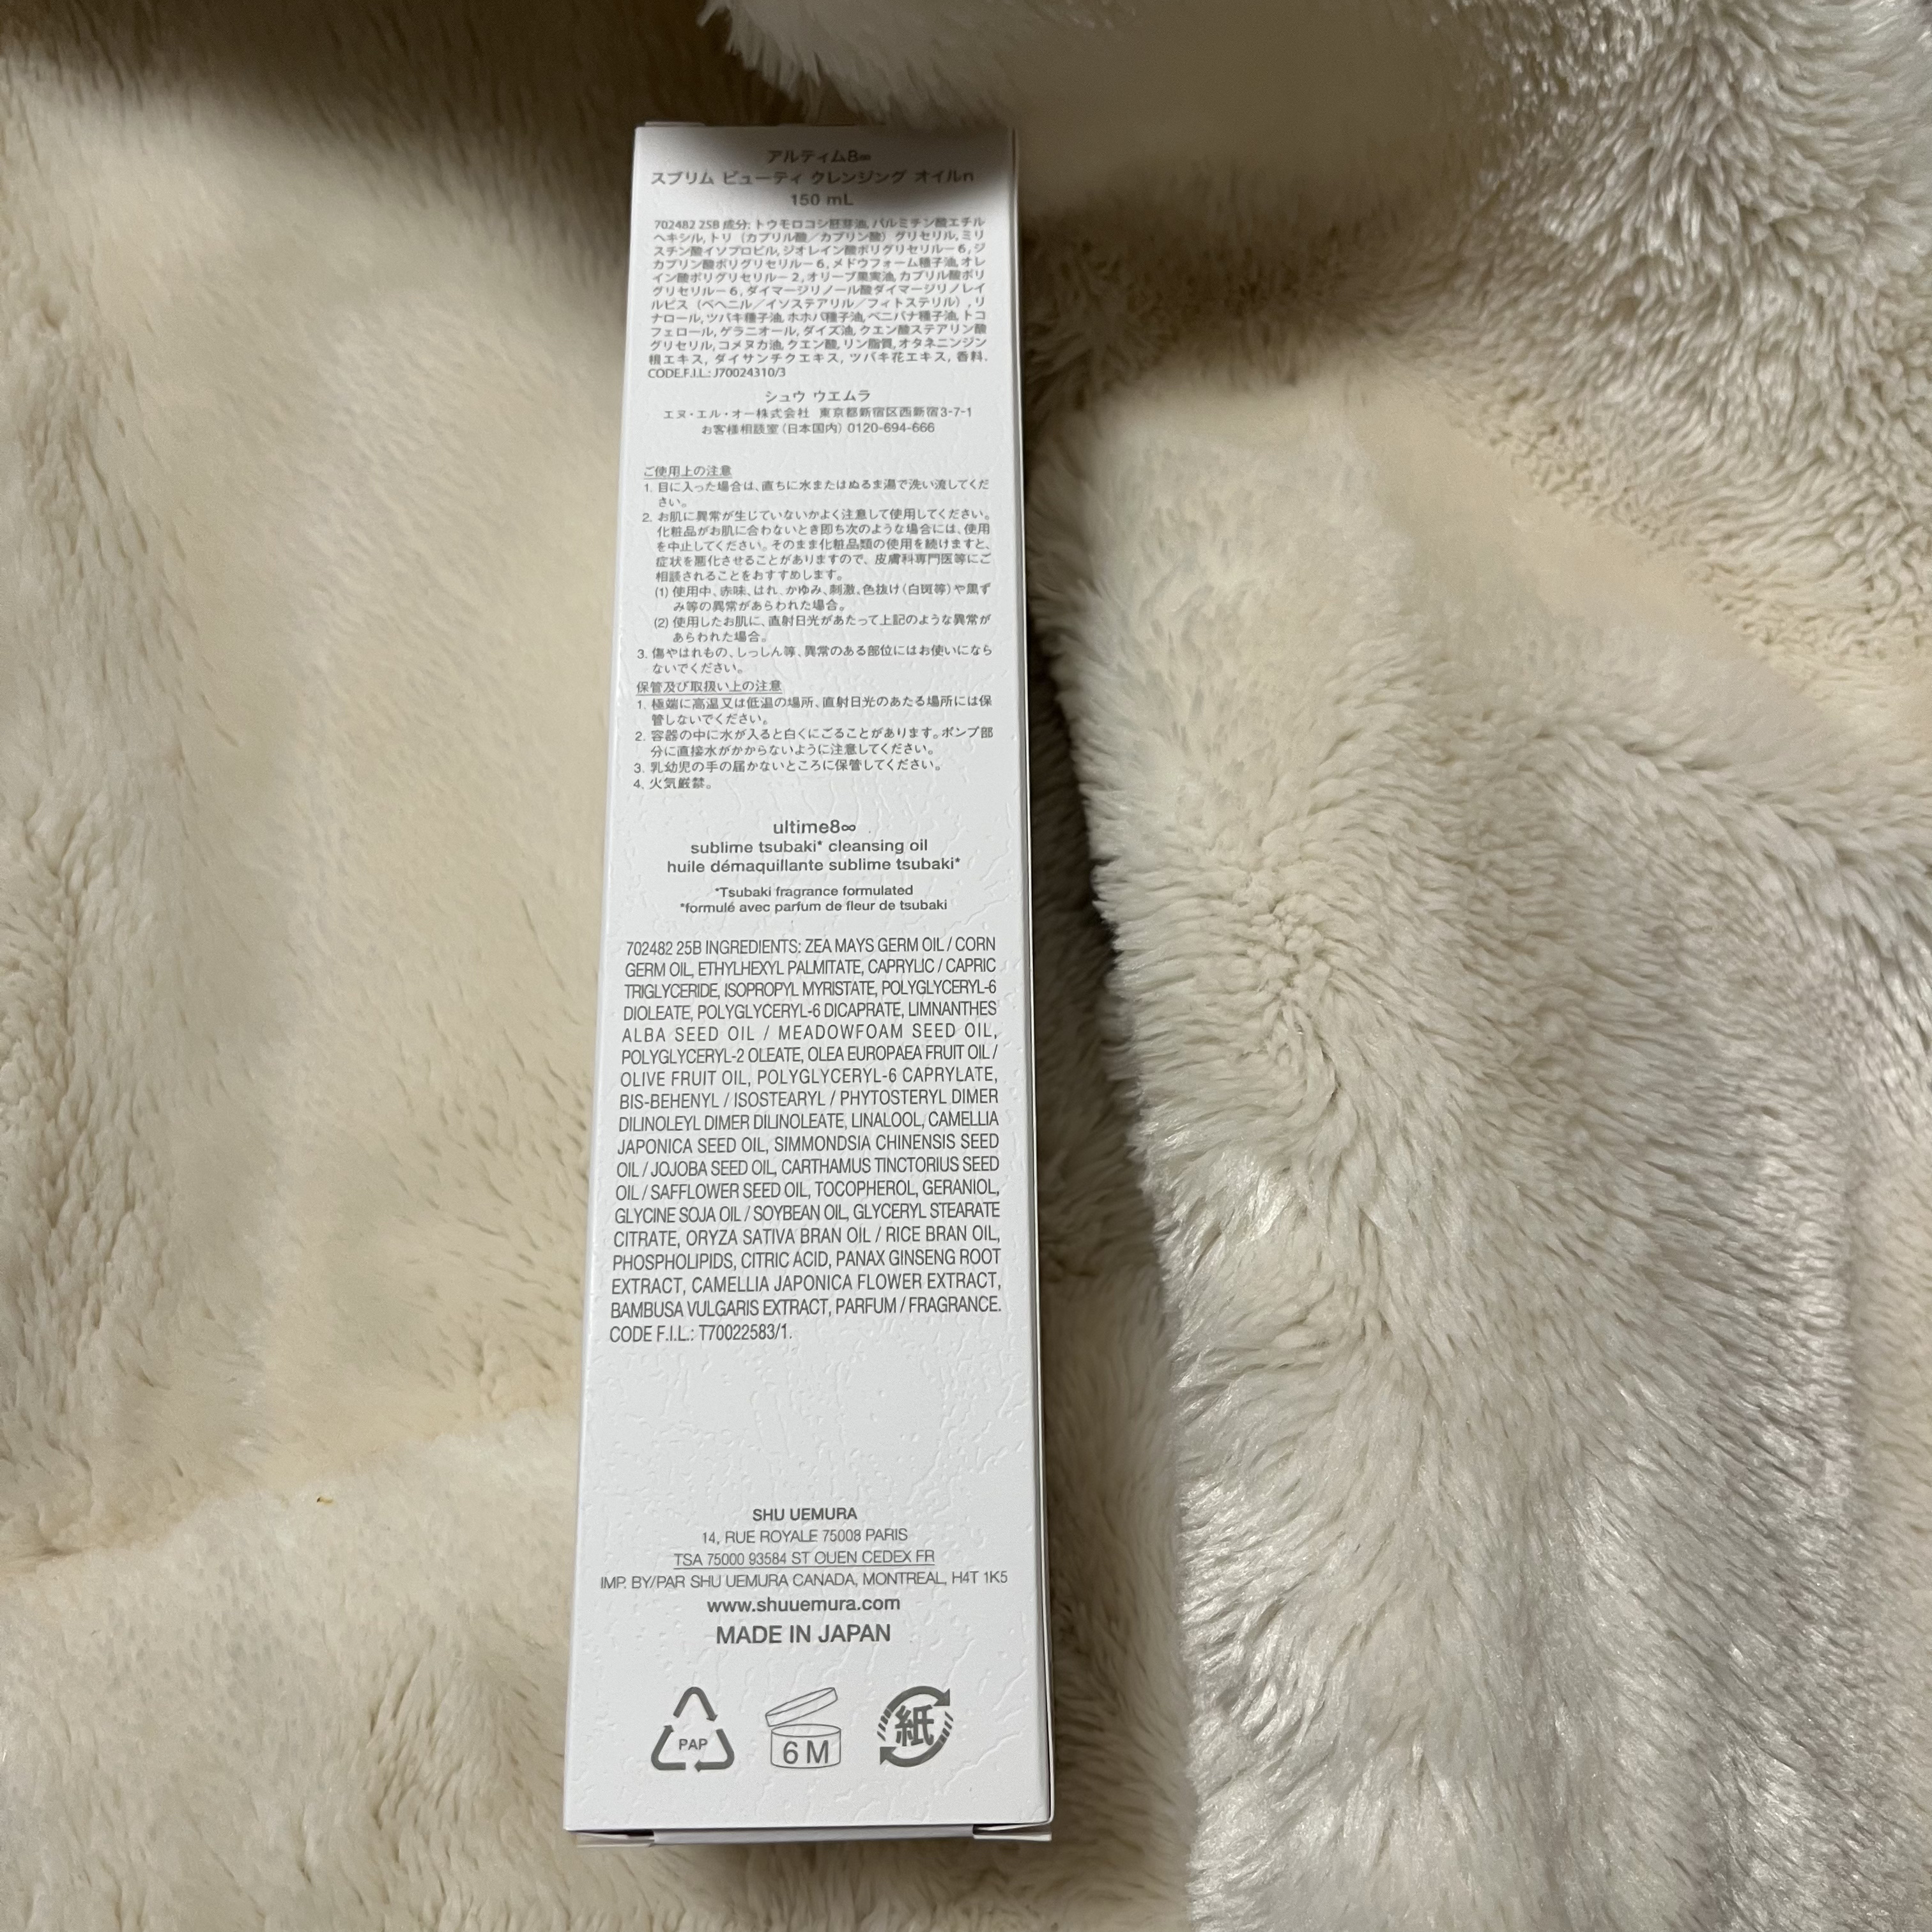 アルティム8∞
スブリム ビューティ クレンジング オイルn
150 mL
702482 25B 成分: トウモロコシ胚芽油, パルミチン酸エチル
ヘキシル, トリ（カプリル酸／カプリン酸）グリセリル, ミリ
スチン酸イソプロピル, ジオレイン酸ポリグリセリル－6, ジ
カプリン酸ポリグリセリル－6, メドウフォーム種子油, オレ
イン酸ポリグリセリル－2, オリーブ果実油, カプリル酸ポリ
グリセリル－6, ダイマージリノール酸ダイマージリノレイ
ルビス（ベヘニル／イソステアリル／フィトステリル）, リ
ナロール, ツバキ種子油, ホホバ種子油, ベニバナ種子油, トコ
フェロール, ゲラニオール, ダイズ油, クエン酸ステアリン酸
グリセリル, コメヌカ油, クエン酸, リン脂質, オタネニンジン
根エキス, ダイサンチクエキス, ツバキ花エキス, 香料.
CODE.F.I.L.: J70024310/3
シュウ ウエムラ
エヌ・エル・オー株式会社 東京都新宿区西新宿3-7-1
お客様相談室（日本国内）0120-694-666
ご使用上の注意
1. 目に入った場合は、直ちに水またはぬるま湯で洗い流してくだ
さい。
2. お肌に異常が生じていないかよく注意して使用してください。
化粧品がお肌に合わないとき即ち次のような場合には、使用
を中止してください。そのまま化粧品類の使用を続けますと、
症状を悪化させることがありますので、皮膚科専門医等にご
相談されることをおすすめします。
(1) 使用中、赤味、はれ、かゆみ、刺激、色抜け（白斑等）や黒ず
み等の異常があらわれた場合。
(2) 使用したお肌に、直射日光があたって上記のような異常が
あらわれた場合。
3. 傷やはれもの、しっしん等、異常のある部位にはお使いになら
ないでください。
保管及び取扱い上の注意
1. 極端に高温又は低温の場所、直射日光のあたる場所には保
管しないでください。
2. 容器の中に水が入ると白くにごることがあります。ポンプ部
分に直接水がかからないように注意してください。
3. 乳幼児の手の届かないところに保管してください。
4. 火気厳禁。
ultime8∞
sublime tsubaki* cleansing oil
huile démaquillante sublime tsubaki*
*Tsubaki fragrance formulated
*formulé avec parfum de fleur de tsubaki
702482 25B INGREDIENTS: ZEA MAYS GERM OIL / CORN
GERM OIL, ETHYLHEXYL PALMITATE, CAPRYLIC / CAPRIC
TRIGLYCERIDE, ISOPROPYL MYRISTATE, POLYGLYCERYL-6
DIOLEATE, POLYGLYCERYL-6 DICAPRATE, LIMNANTHES
ALBA SEED OIL / MEADOWFOAM SEED OIL,
POLYGLYCERYL-2 OLEATE, OLEA EUROPAEA FRUIT OIL /
OLIVE FRUIT OIL, POLYGLYCERYL-6 CAPRYLATE,
BIS-BEHENYL / ISOSTEARYL / PHYTOSTERYL DIMER
DILINOLEYL DIMER DILINOLEATE, LINALOOL, CAMELLIA
JAPONICA SEED OIL, SIMMONDSIA CHINENSIS SEED
OIL / JOJOBA SEED OIL, CARTHAMUS TINCTORIUS SEED
OIL / SAFFLOWER SEED OIL, TOCOPHEROL, GERANIOL,
GLYCINE SOJA OIL / SOYBEAN OIL, GLYCERYL STEARATE
CITRATE, ORYZA SATIVA BRAN OIL / RICE BRAN OIL,
PHOSPHOLIPIDS, CITRIC ACID, PANAX GINSENG ROOT
EXTRACT, CAMELLIA JAPONICA FLOWER EXTRACT,
BAMBUSA VULGARIS EXTRACT, PARFUM / FRAGRANCE.
CODE F.I.L.: T70022583/1.
SHU UEMURA
14, RUE ROYALE 75008 PARIS
TSA 75000 93584 ST OUEN CEDEX FR
IMP. BY/PAR SHU UEMURA CANADA, MONTREAL, H4T 1K5
www.shuuemura.com
MADE IN JAPAN
PAP
6 M
紙